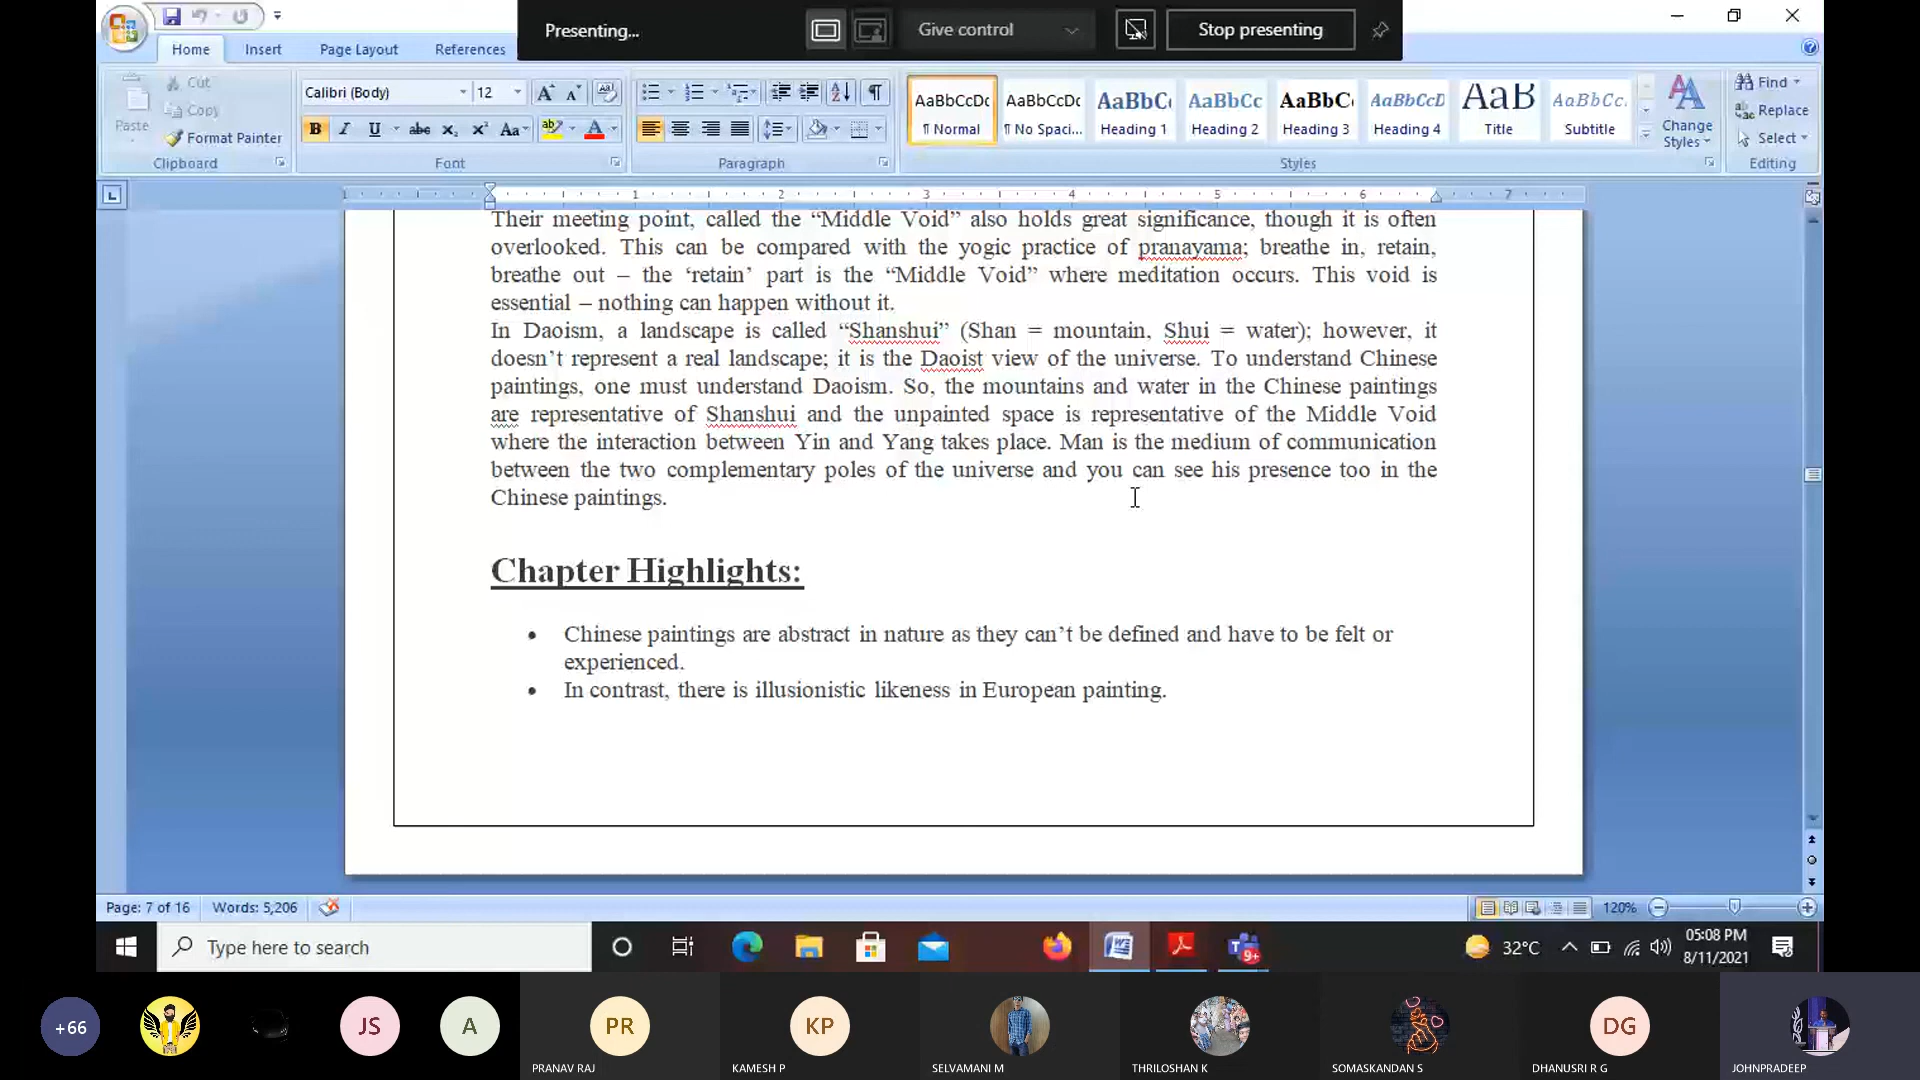 Presenting...
Give control
Stop presenting
Home
Insert
Page Layout
References
Cut
Copy
Paste
Format Painter
Clipboard
Calibri (Body)
12
Font
Paragraph
AaBbCcDc
¶ Normal
AaBbCcDc
¶ No Spaci...
AaBbC
Heading 1
AaBbCc
Heading 2
AaBbC
Heading 3
AaBbCcD
Heading 4
AaB
Title
AaBbCc.
Subtitle
Change
Styles
Styles
Find
Replace
Select
Editing
1 1 2 3 4 5 6 7
Their meeting point, called the “Middle Void” also holds great significance, though it is often
overlooked. This can be compared with the yogic practice of pranayama; breathe in, retain,
breathe out – the ‘retain’ part is the “Middle Void” where meditation occurs. This void is
essential – nothing can happen without it.
In Daoism, a landscape is called “Shanshui” (Shan = mountain, Shui = water); however, it
doesn’t represent a real landscape; it is the Daoist view of the universe. To understand Chinese
paintings, one must understand Daoism. So, the mountains and water in the Chinese paintings
are representative of Shanshui and the unpainted space is representative of the Middle Void
where the interaction between Yin and Yang takes place. Man is the medium of communication
between the two complementary poles of the universe and you can see his presence too in the
Chinese paintings.
Chapter Highlights:
• Chinese paintings are abstract in nature as they can’t be defined and have to be felt or
experienced.
• In contrast, there is illusionistic likeness in European painting.
Page: 7 of 16
Words: 5,206
120%
Type here to search
9+
32°C
05:08 PM
8/11/2021
+66
JS
A
PR
PRANAV RAJ
KP
KAMESH P
SELVAMANI M
THRILOSHAN K
SOMASKANDAN S
DG
DHANUSRI R G
JOHNPRADEEP